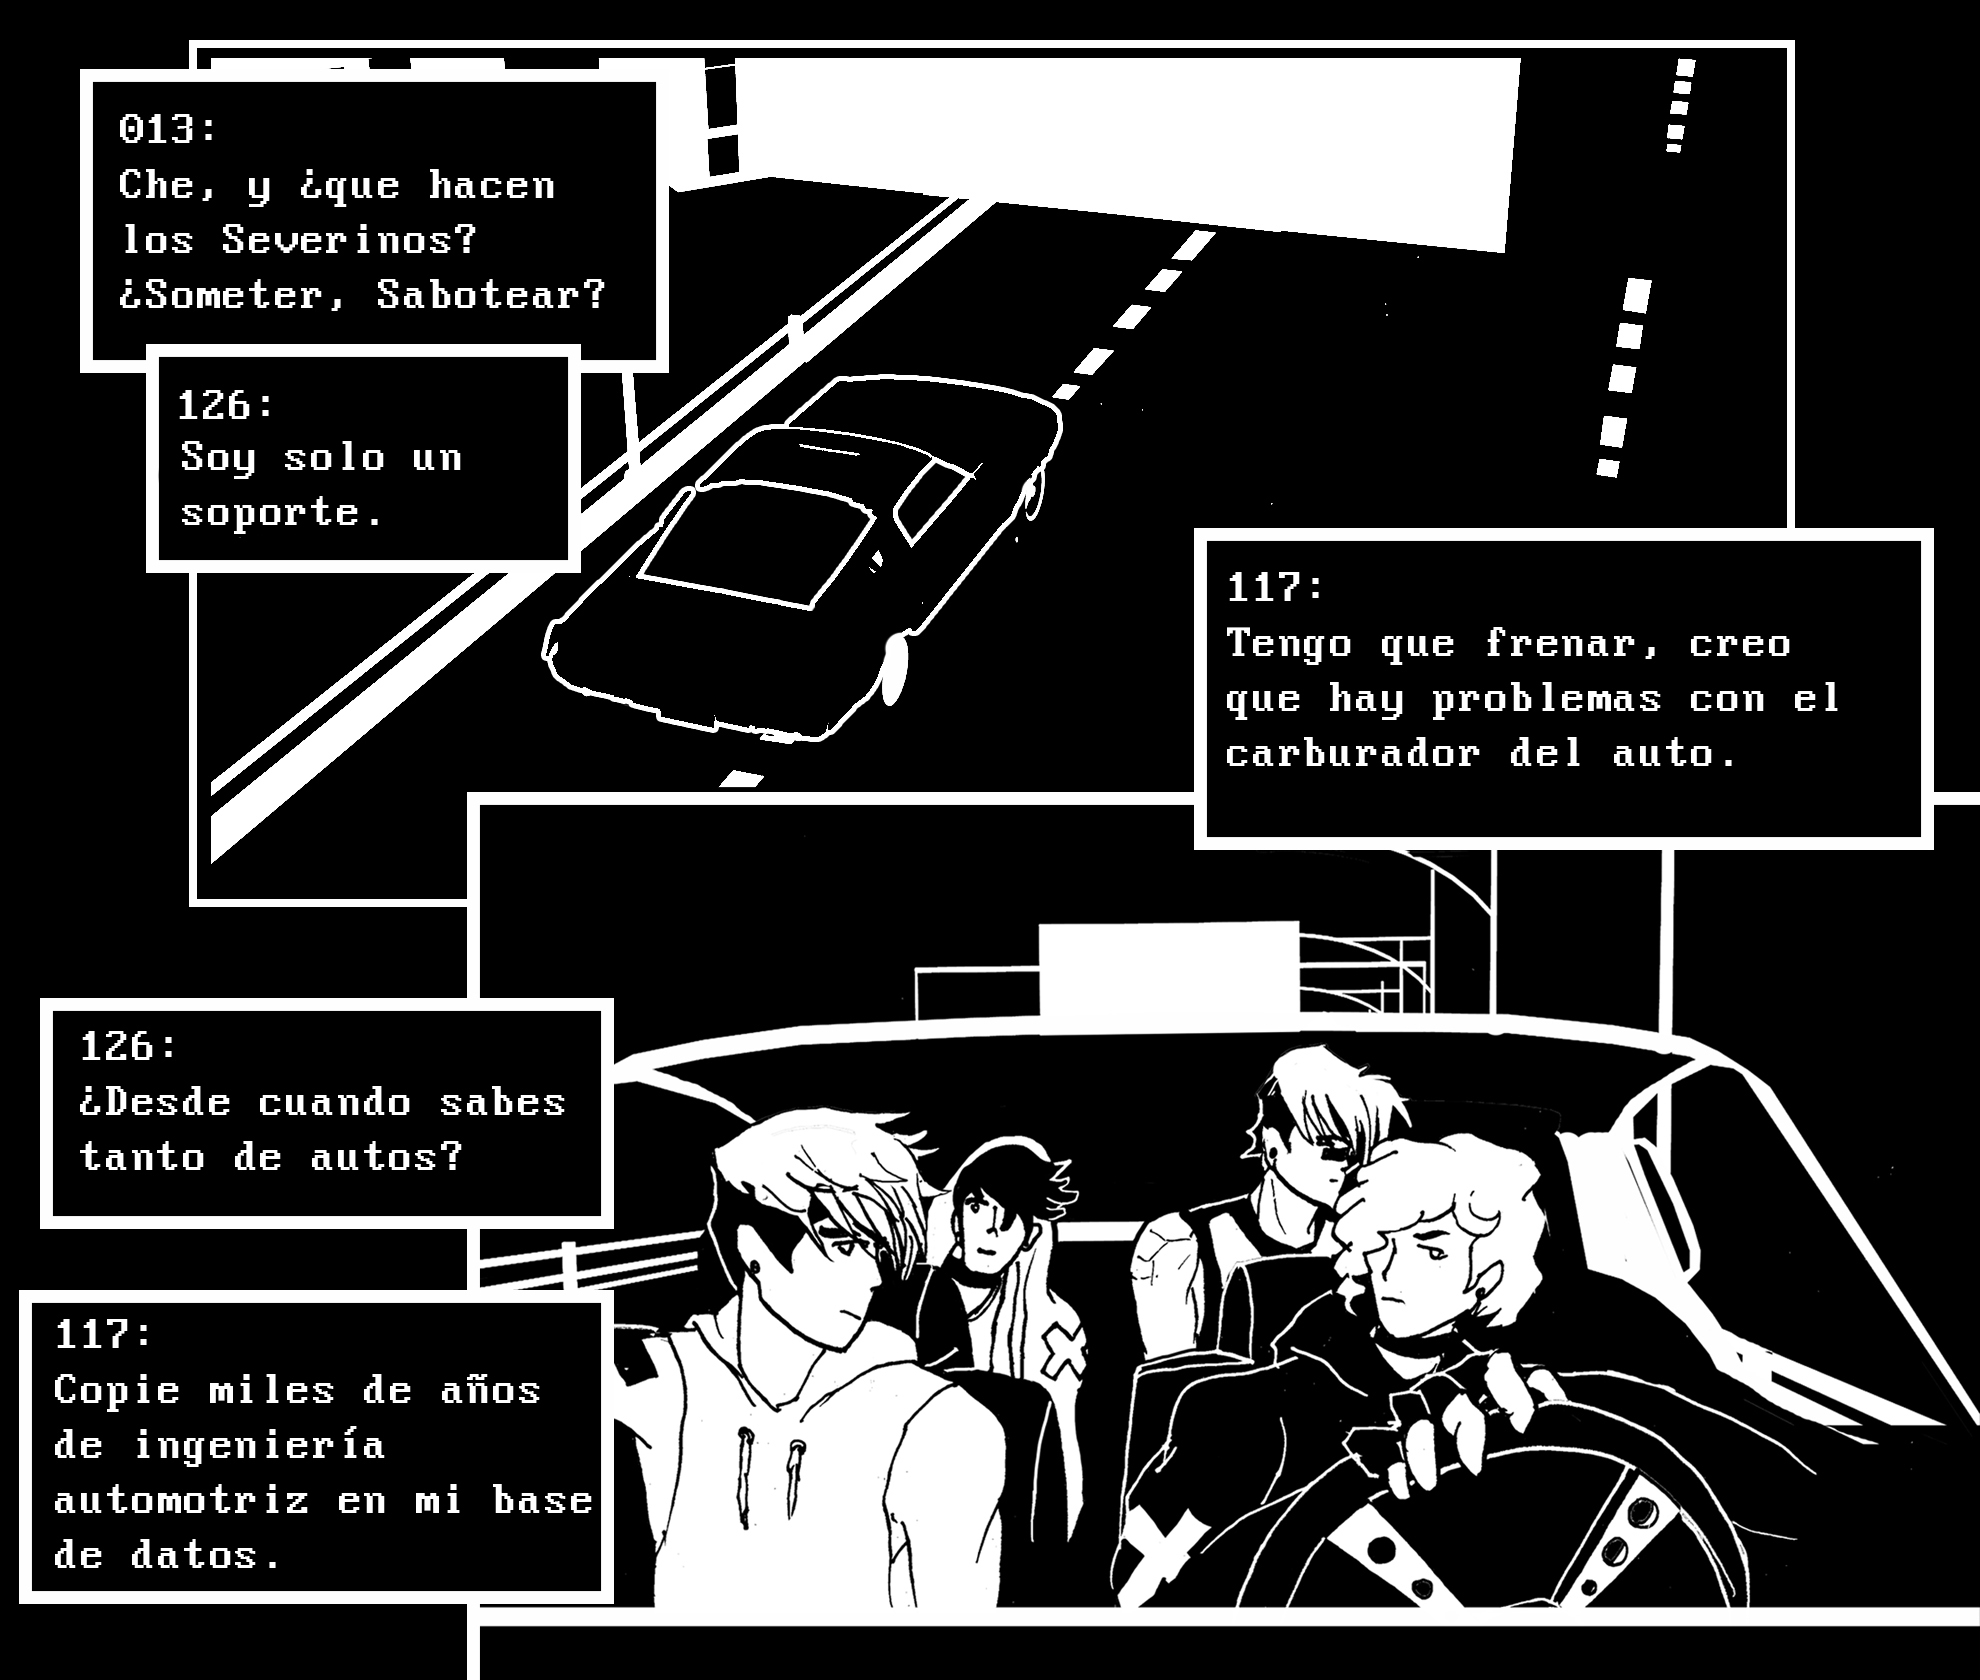 013:
Che, y ¿que hacen
los Severinos?
¿Someter, Sabotear?
126:
Soy solo un
soporte.
117:
Tengo que frenar, creo
que hay problemas con el
carburador del auto.
126:
¿Desde cuando sabes
tanto de autos?
117:
Copie miles de años
de ingeniería
automotriz en mi base
de datos.